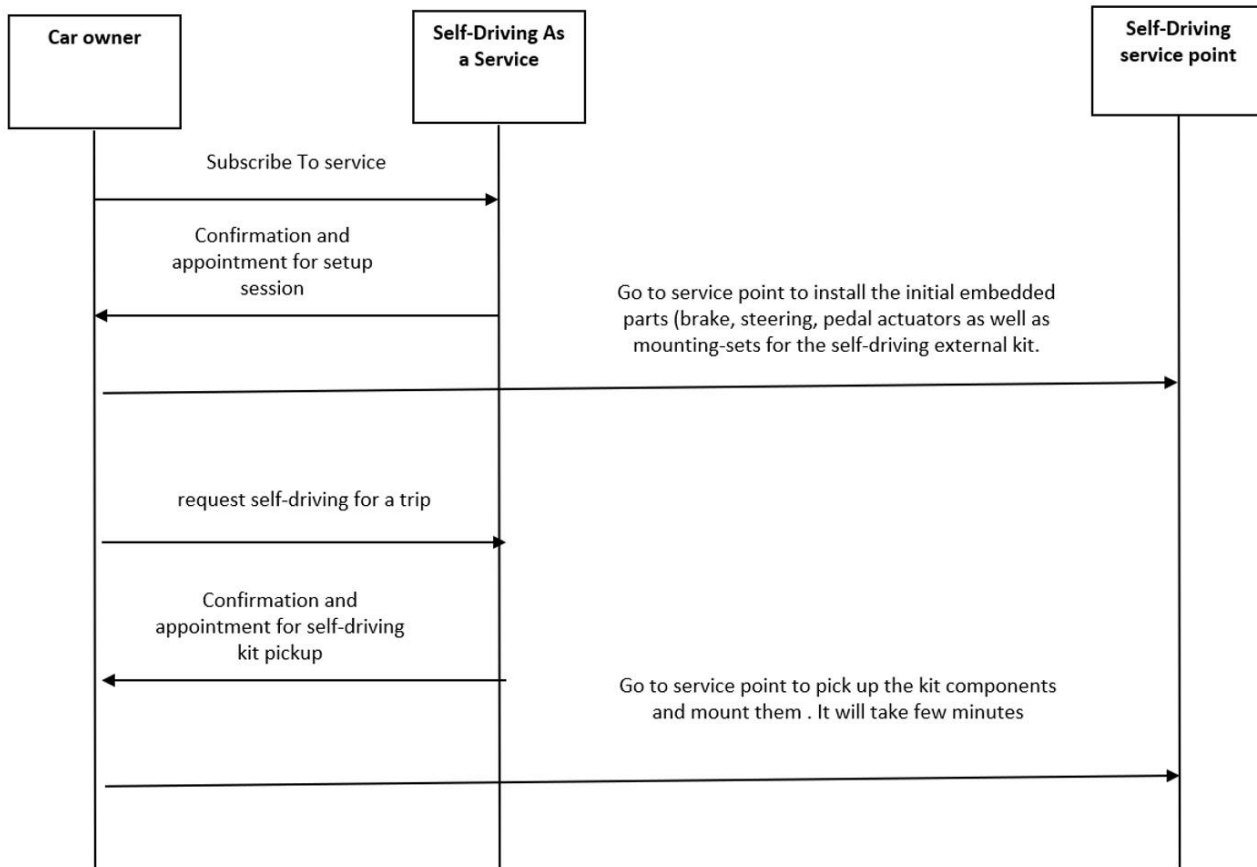 Car owner
Self-Driving As
a Service
Self-Driving
service point
Subscribe To service
Confirmation and
appointment for setup
session
Go to service point to install the initial embedded
parts (brake, steering, pedal actuators as well as
mounting-sets for the self-driving external kit.
request self-driving for a trip
Confirmation and
appointment for self-driving
kit pickup
Go to service point to pick up the kit components
and mount them . It will take few minutes